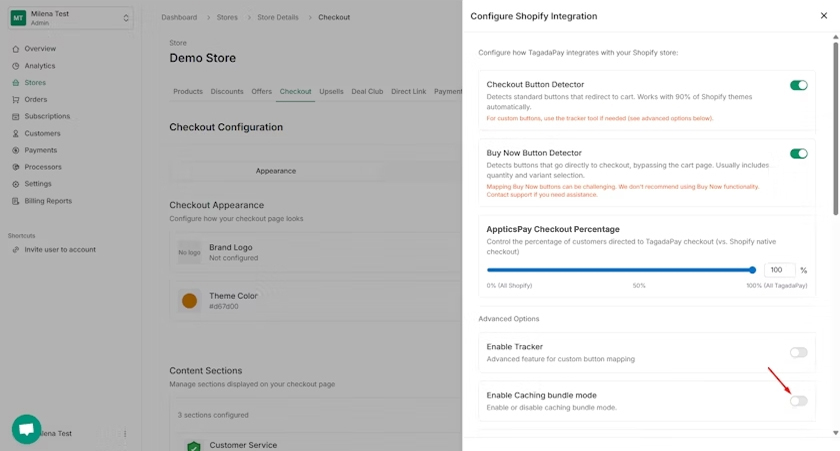 MT
Milena Test
Admin
Overview
Analytics
Stores
Orders
Subscriptions
Customers
Payments
Processors
Settings
Billing Reports
Shortcuts
Invite user to account
lena Test
Dashboard > Stores > Store Details > Checkout
Store
Demo Store
Products Discounts Offers Checkout Upsells Deal Club Direct Link Payment
Checkout Configuration
Appearance
Checkout Appearance
Configure how your checkout page looks
No logo
Brand Logo
Not configured
Theme Color
#d67d00
Content Sections
Manage sections displayed on your checkout page
3 sections configured
Customer Service
Configure Shopify Integration
Configure how TagadaPay integrates with your Shopify store:
Checkout Button Detector
Detects standard buttons that redirect to cart. Works with 90% of Shopify themes
automatically.
For custom buttons, use the tracker tool if needed (see advanced options below).
Buy Now Button Detector
Detects buttons that go directly to checkout, bypassing the cart page. Usually includes
quantity and variant selection.
Mapping Buy Now buttons can be challenging. We don't recommend using Buy Now functionality.
Contact support if you need assistance.
AppticsPay Checkout Percentage
Control the percentage of customers directed to TagadaPay checkout (vs. Shopify native
checkout)
100 %
0% (All Shopify) 50% 100% (All TagadaPay)
Advanced Options
Enable Tracker
Advanced feature for custom button mapping
Enable Caching bundle mode
Enable or disable caching bundle mode.